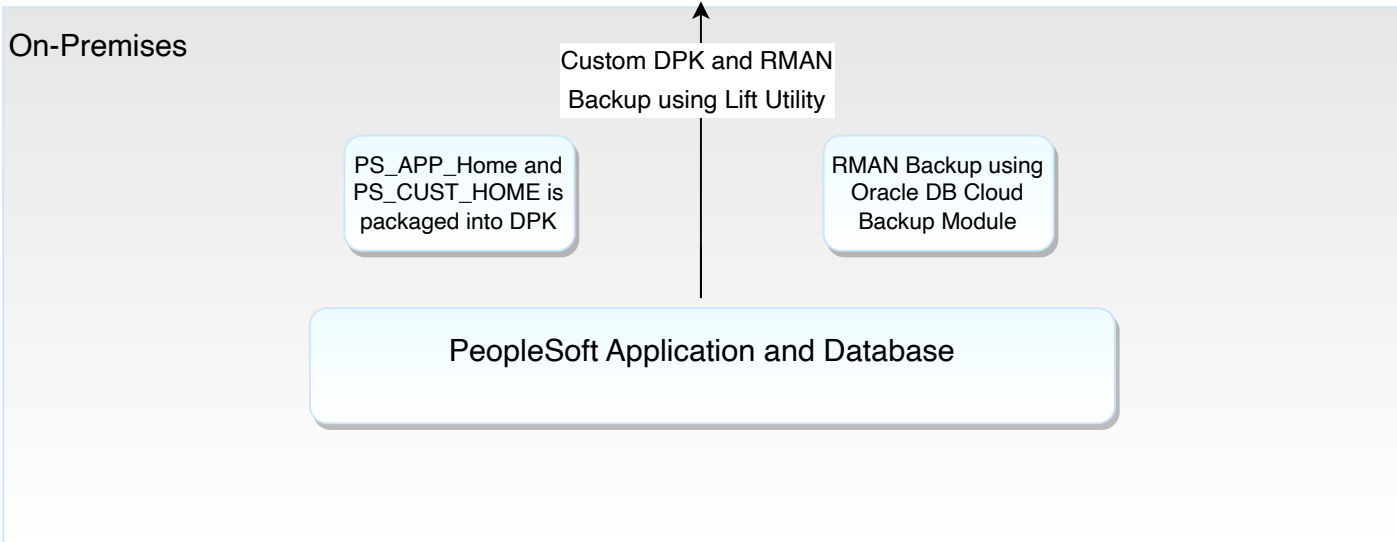 On-Premises
Custom DPK and RMAN
Backup using Lift Utility
PS_APP_Home and
PS_CUST_HOME is
packaged into DPK
RMAN Backup using
Oracle DB Cloud
Backup Module
PeopleSoft Application and Database